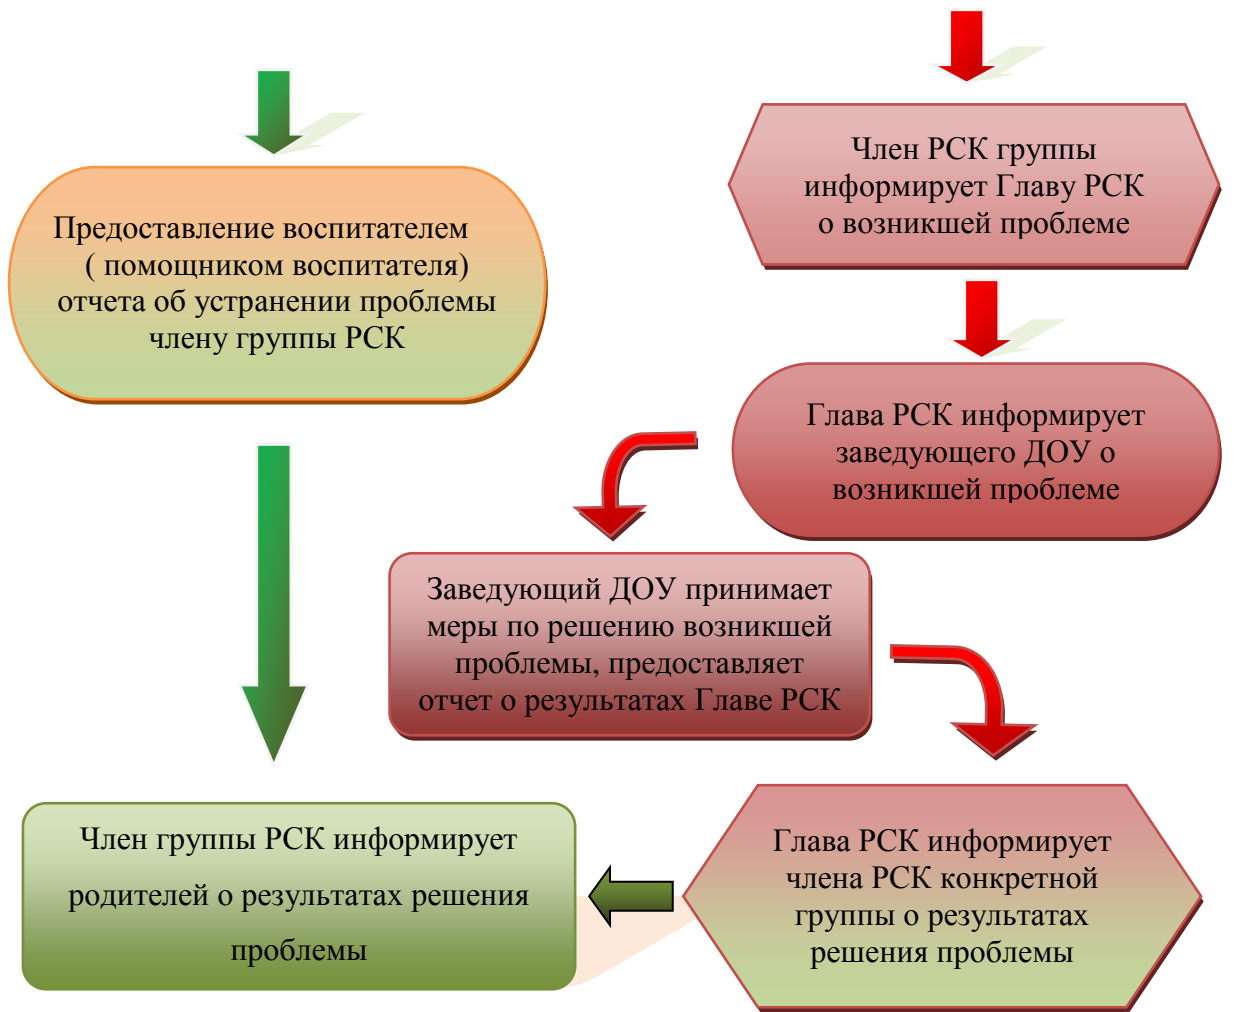 Член РСК группы
информирует Главу РСК
о возникшей проблеме
Предоставление воспитателем
( помощником воспитателя)
отчета об устранении проблемы
члену группы РСК
Глава РСК информирует
заведующего ДОУ о
возникшей проблеме
Заведующий ДОУ принимает
меры по решению возникшей
проблемы, предоставляет
отчет о результатах Главе РСК
Глава РСК информирует
члена РСК конкретной
группы о результатах
решения проблемы
Член группы РСК информирует
родителей о результатах решения
проблемы